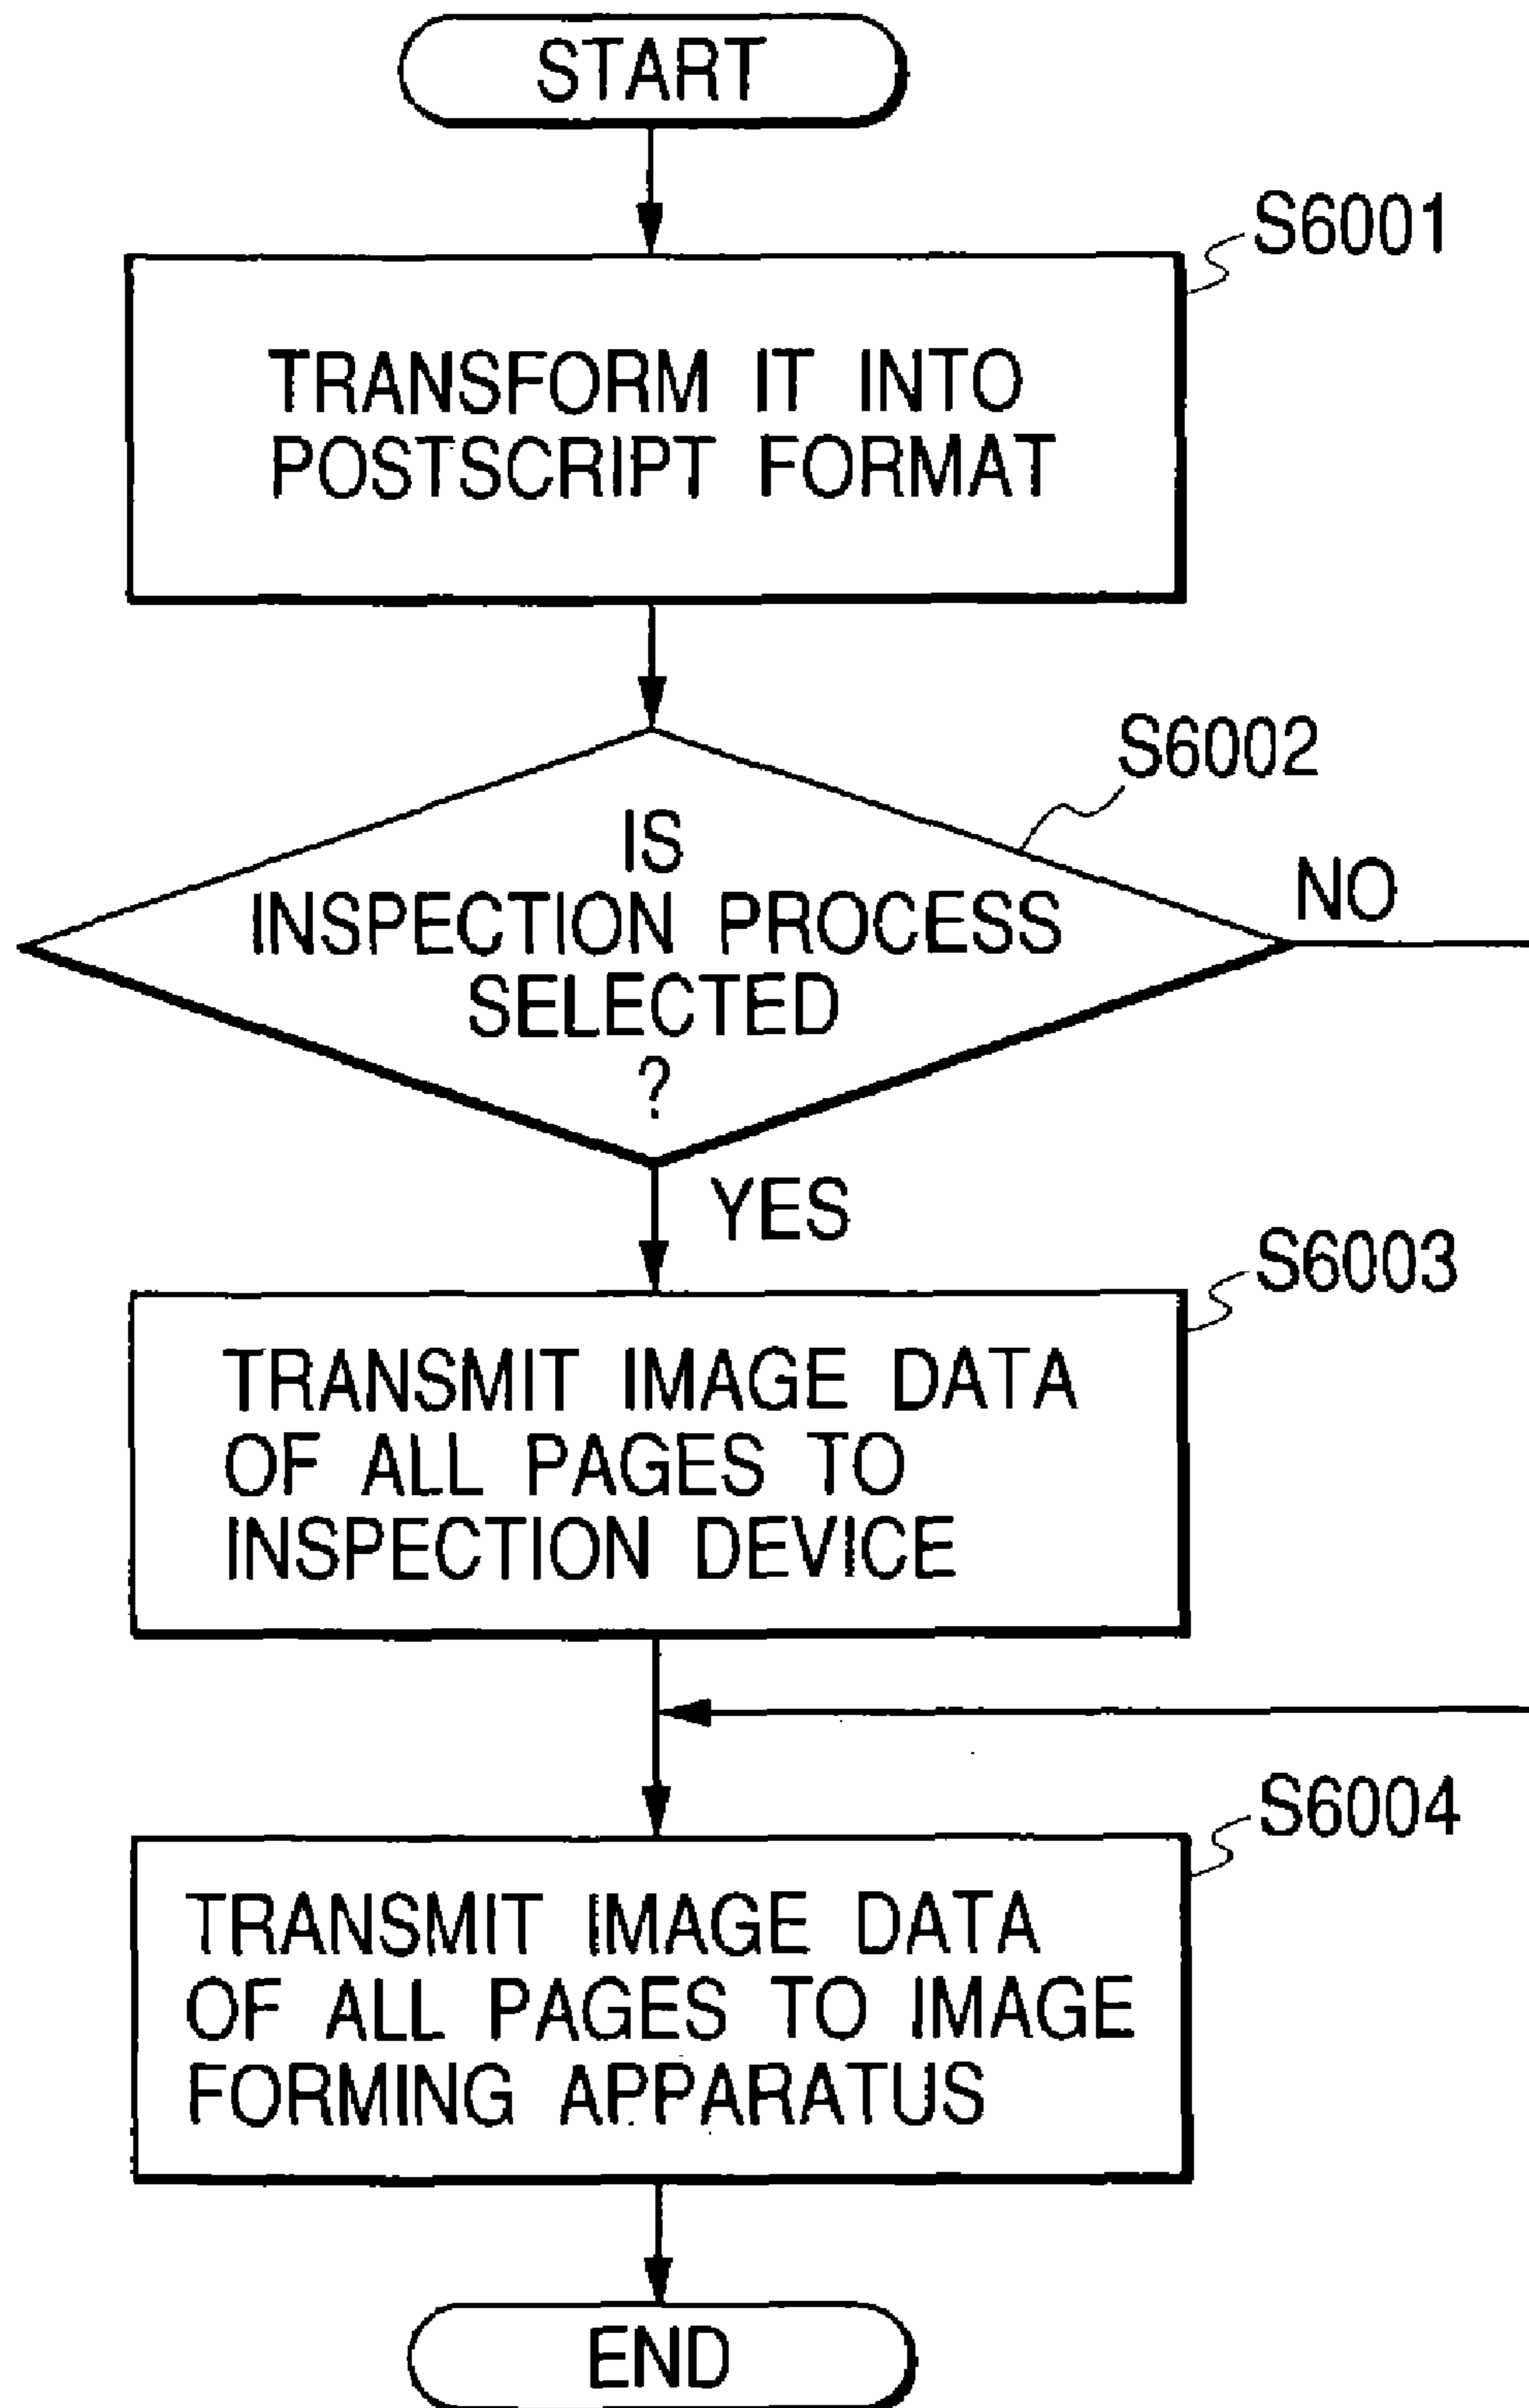 START
S6001
TRANSFORM IT INTO
POSTSCRIPT FORMAT
S6002
IS
INSPECTION PROCESS
SELECTED
?
NO
YES
S6003
TRANSMIT IMAGE DATA
OF ALL PAGES TO
INSPECTION DEVICE
S6004
TRANSMIT IMAGE DATA
OF ALL PAGES TO IMAGE
FORMING APPARATUS
END